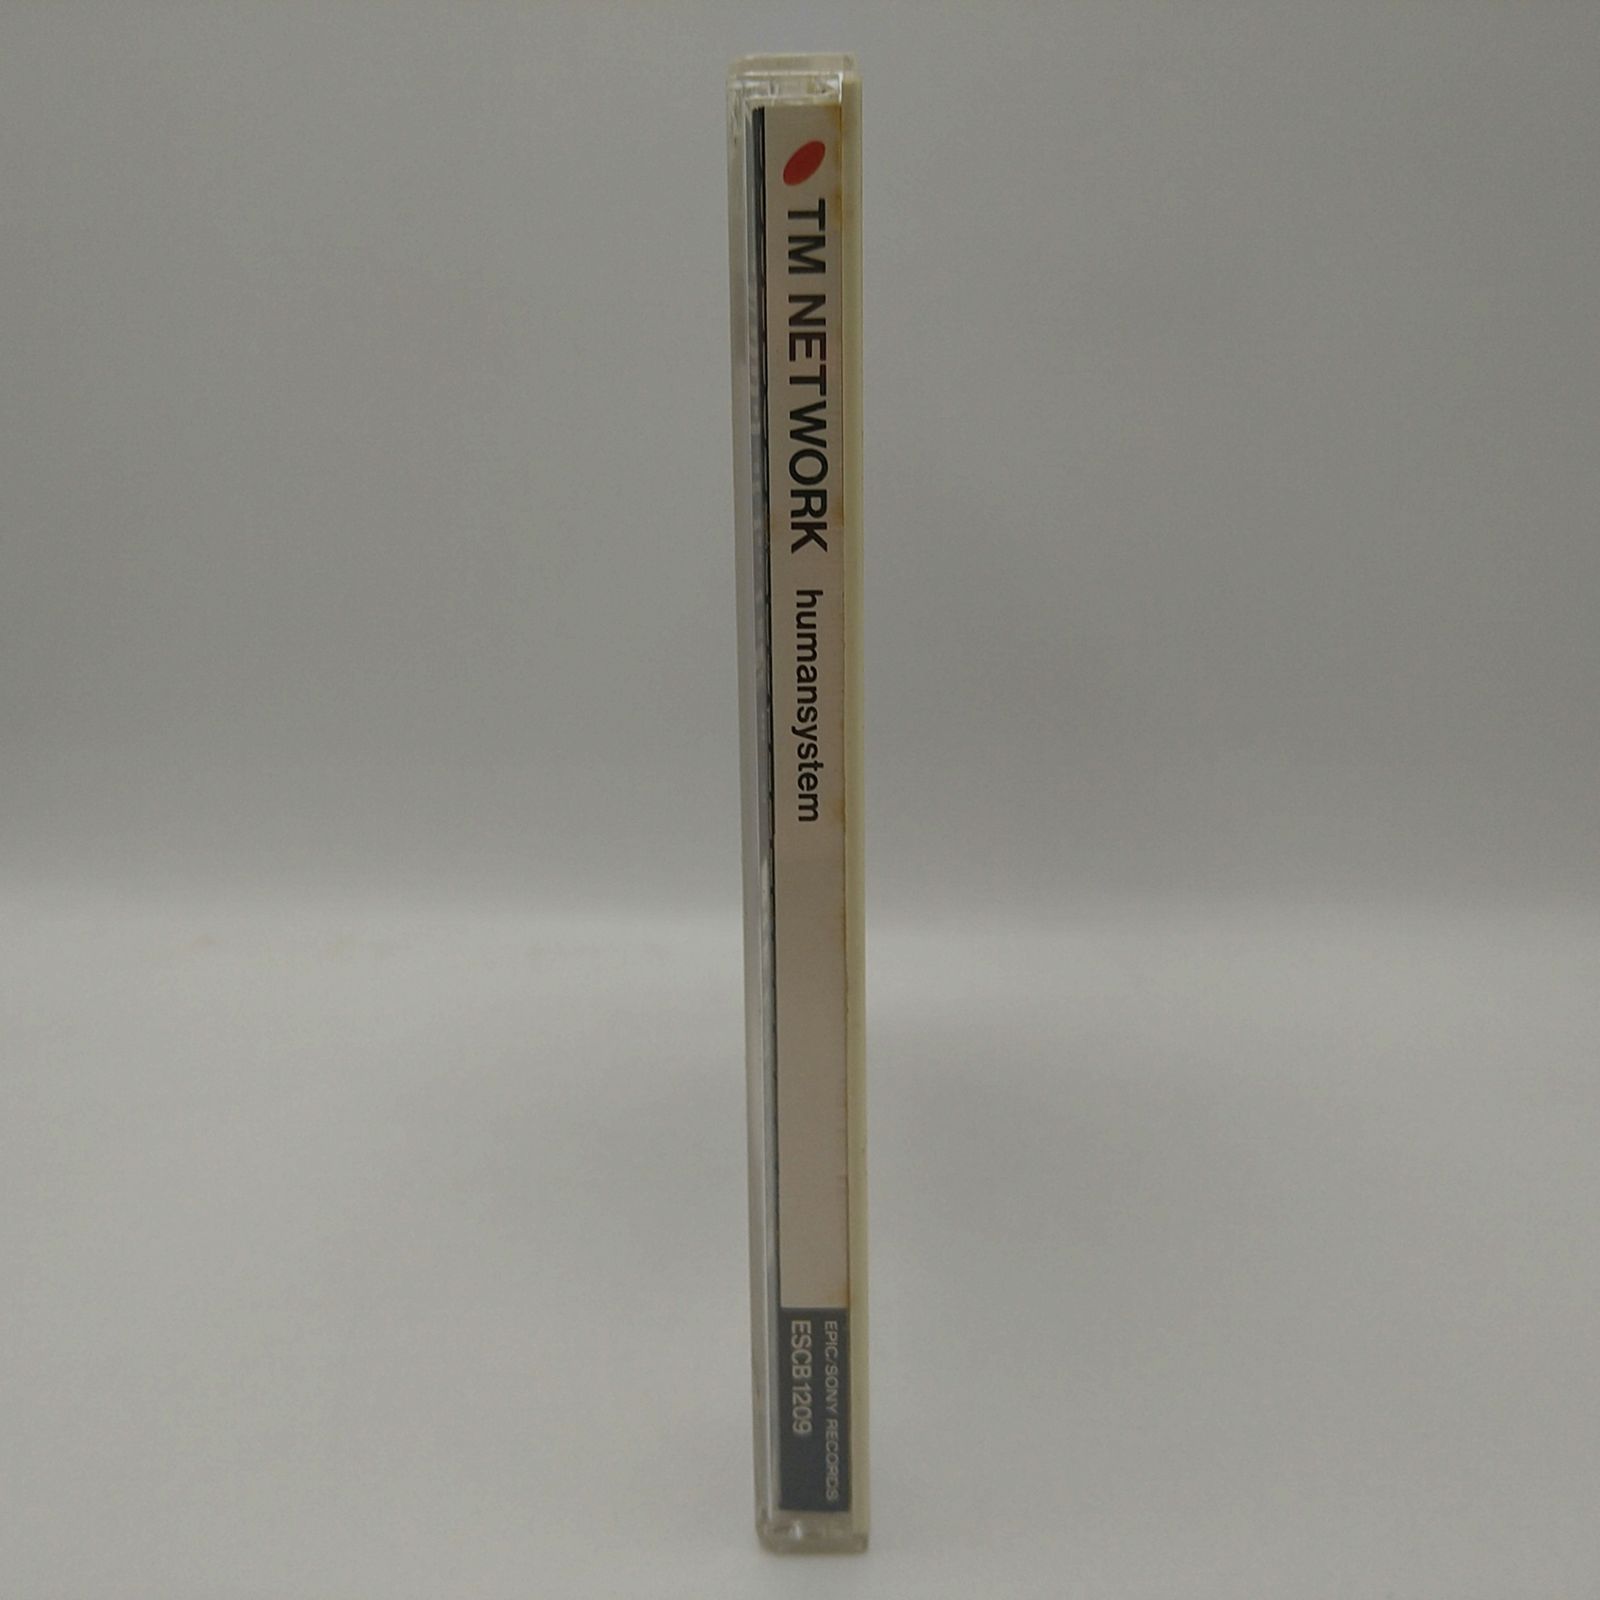 TM NETWORK humansystem
EPIC/SONY RECORDS
ESCB 1209